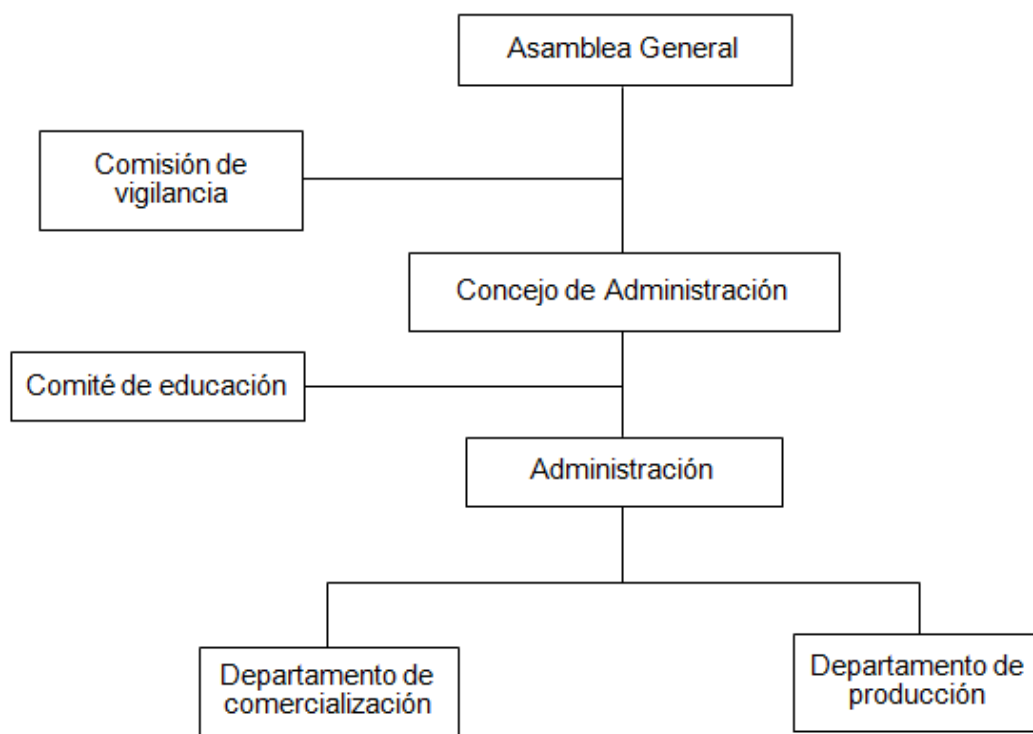 Asamblea General
Comisión de
vigilancia
Concejo de Administración
Comité de educación
Administración
Departamento de
comercialización
Departamento de
producción